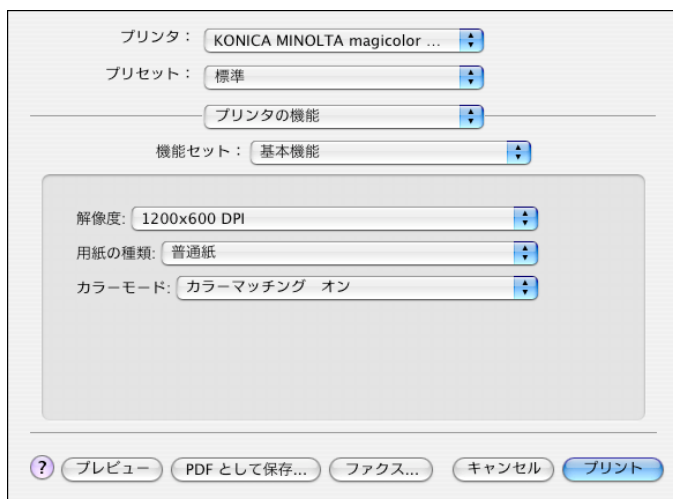 プリンタ： KONICA MINOLTA magicolor ...
プリセット： 標準
プリンタの機能
機能セット： 基本機能
解像度: 1200x600 DPI
用紙の種類: 普通紙
カラーモード: カラーマッチング　オン
? プレビュー PDF として保存... ファクス... キャンセル プリント